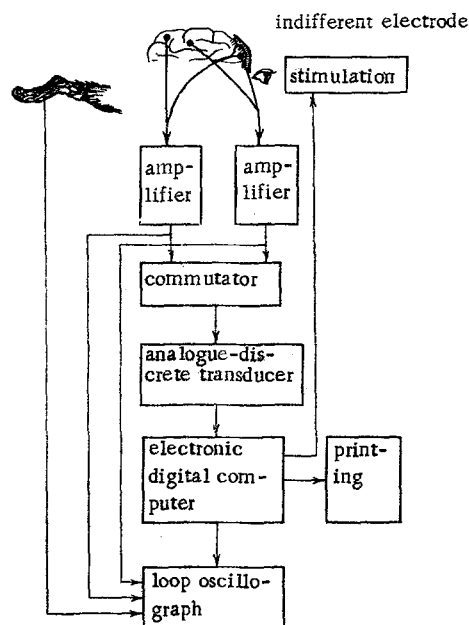 indifferent electrode
stimulation
amp-
lifier
amp-
lifier
commutator
analogue-dis-
crete transducer
electronic
digital com-
puter
print-
ing
loop oscillo-
graph